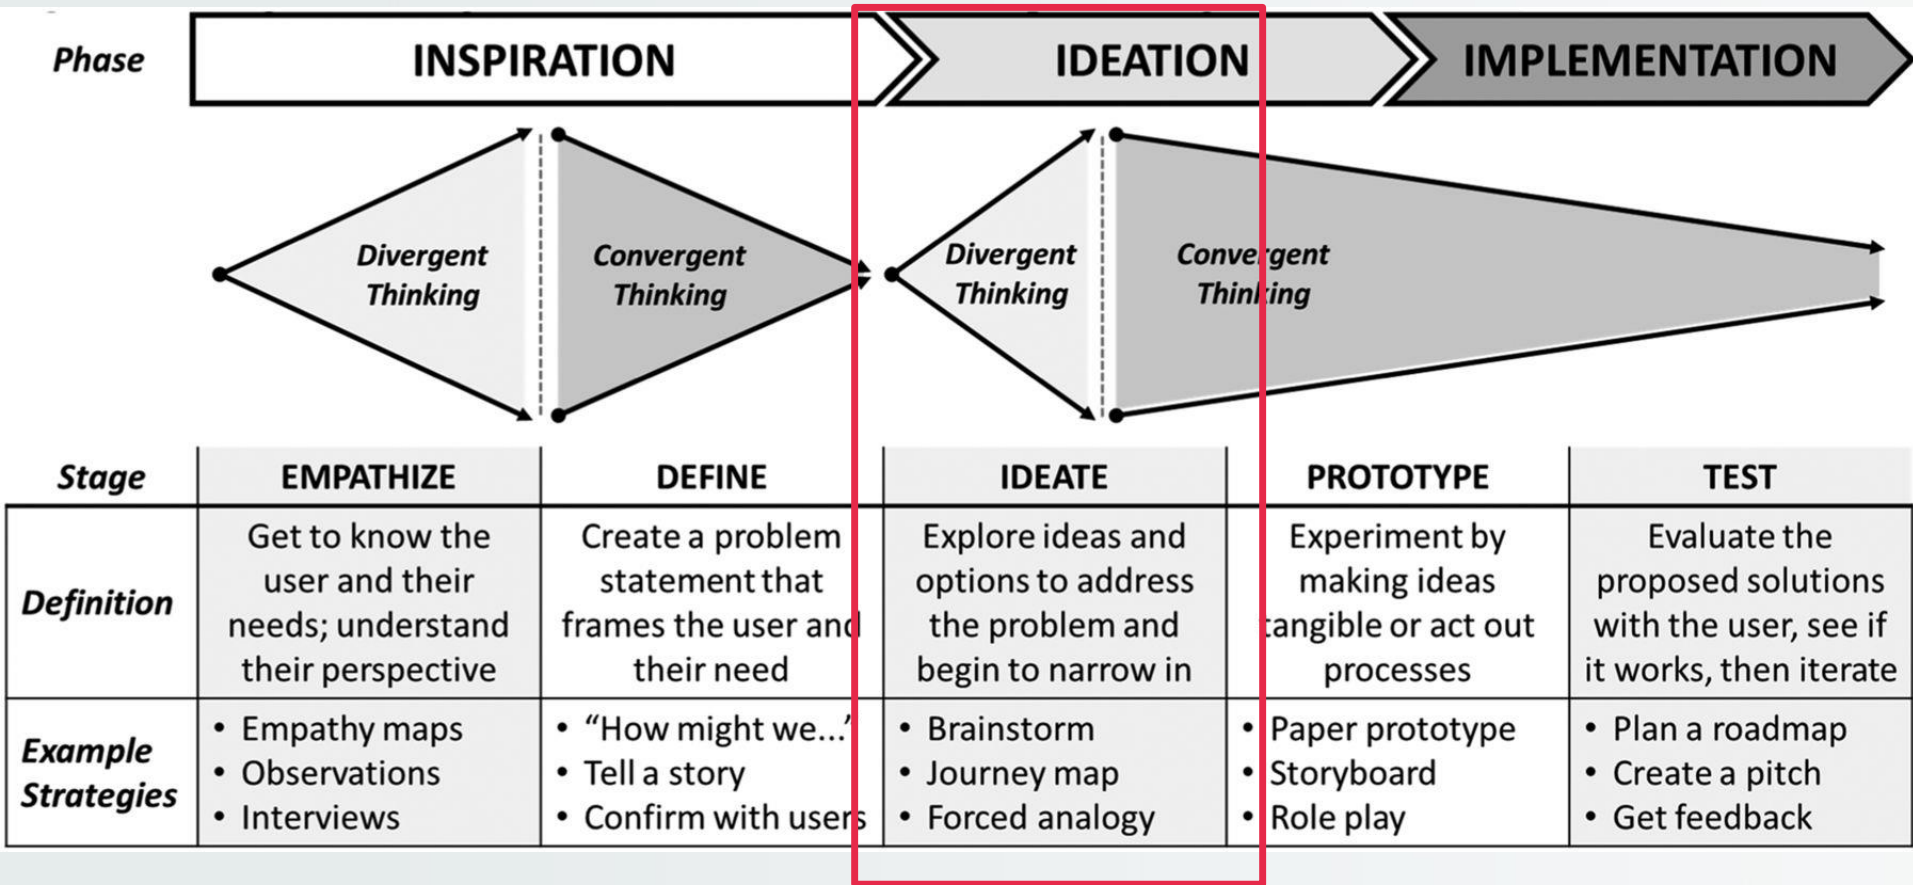 Phase
INSPIRATION
IDEATION
IMPLEMENTATION
Divergent
Thinking
Convergent
Thinking
Divergent
Thinking
Convergent
Thinking
Stage
EMPATHIZE
DEFINE
IDEATE
PROTOTYPE
TEST
Definition
Get to know the
user and their
needs; understand
their perspective
Create a problem
statement that
frames the user and
their need
Explore ideas and
options to address
the problem and
begin to narrow in
Experiment by
making ideas
tangible or act out
processes
Evaluate the
proposed solutions
with the user, see if
it works, then iterate
Example
Strategies
• Empathy maps
• Observations
• Interviews
• “How might we...”
• Tell a story
• Confirm with users
• Brainstorm
• Journey map
• Forced analogy
• Paper prototype
• Storyboard
• Role play
• Plan a roadmap
• Create a pitch
• Get feedback